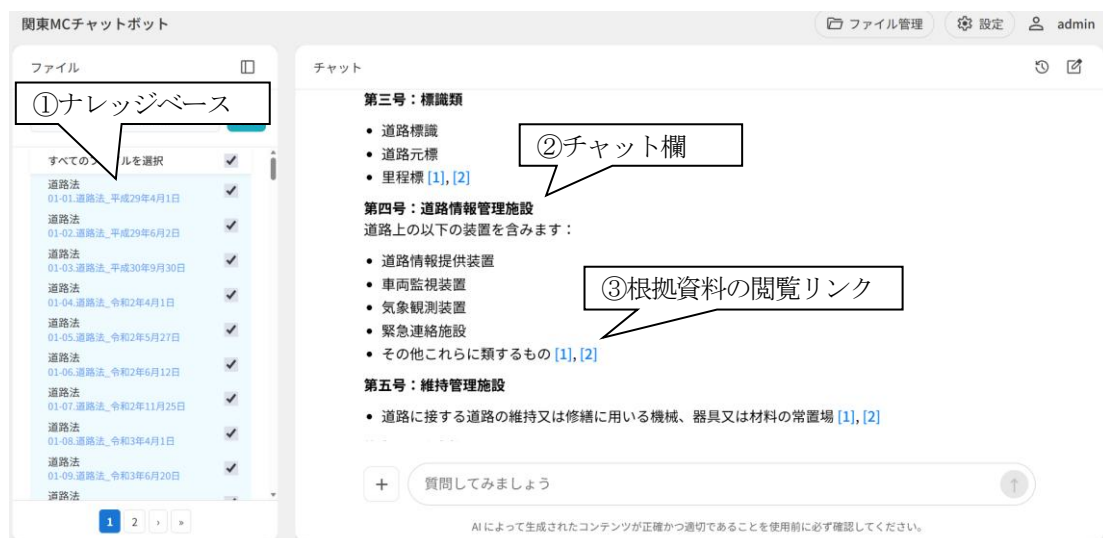 関東MCチャットボット
ファイル管理
設定
admin
ファイル
①ナレッジベース
すべての
ルを選択
道路法
01-01.道路法_平成29年4月1日
道路法
01-02.道路法_平成29年6月2日
道路法
01-03.道路法_平成30年9月30日
道路法
01-04.道路法_令和2年4月1日
道路法
01-05.道路法_令和2年5月27日
道路法
01-06.道路法_令和2年6月12日
道路法
01-07.道路法_令和2年11月25日
道路法
01-08.道路法_令和3年4月1日
道路法
01-09.道路法_令和3年6月20日
道路法
1 2 › »
チャット
第三号：標識類
• 道路標識
• 道路元標
• 里程標 [1], [2]
②チャット欄
第四号：道路情報管理施設
道路上の以下の装置を含みます：
• 道路情報提供装置
• 車両監視装置
• 気象観測装置
• 緊急連絡施設
• その他これらに類するもの [1], [2]
③根拠資料の閲覧リンク
第五号：維持管理施設
• 道路に接する道路の維持又は修繕に用いる機械、器具又は材料の常置場 [1], [2]
+ 質問してみましょう
AIによって生成されたコンテンツが正確かつ適切であることを使用前に必ず確認してください。